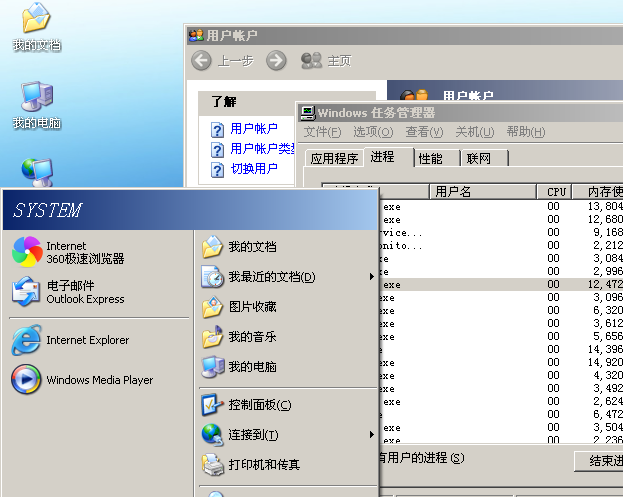 我的文档
我的电脑
用户帐户
上一步
主页
了解
用户帐户
用户帐户
切换用户
用户帐户
Windows 任务管理器
文件(F) 选项(O) 查看(V) 关机(U) 帮助(H)
应用程序 进程 性能 联网
用户名 CPU 内存使
.exe 00 13,804
.exe 00 12,680
rvice... 00 9,168
onito... 00 2,212
exe 00 3,084
exe 00 2,996
.exe 00 12,472
exe 00 3,096
exe 00 6,320
exe 00 3,612
exe 00 5,656
00 14,396
exe 00 14,920
.exe 00 4,320
exe 00 3,492
.exe 00 2,624
e 00 6,472
.exe 00 3,504
exe 00 2,236
有用户的进程(S)
结束进
SYSTEM
Internet
360极速浏览器
电子邮件
Outlook Express
Internet Explorer
Windows Media Player
我的文档
我最近的文档(D)
图片收藏
我的音乐
我的电脑
控制面板(C)
连接到(T)
打印机和传真